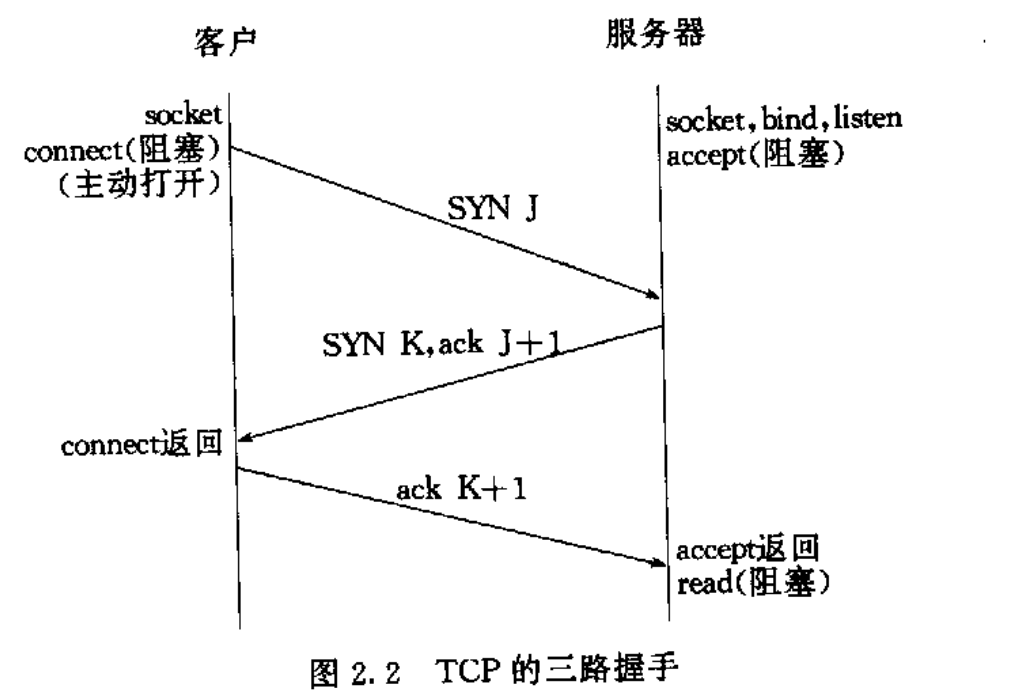 客户
服务器
socket
connect(阻塞)
(主动打开)
socket,bind,listen
accept(阻塞)
SYN J
SYN K,ack J+1
connect返回
ack K+1
accept返回
read(阻塞)
图 2.2 TCP 的三路握手